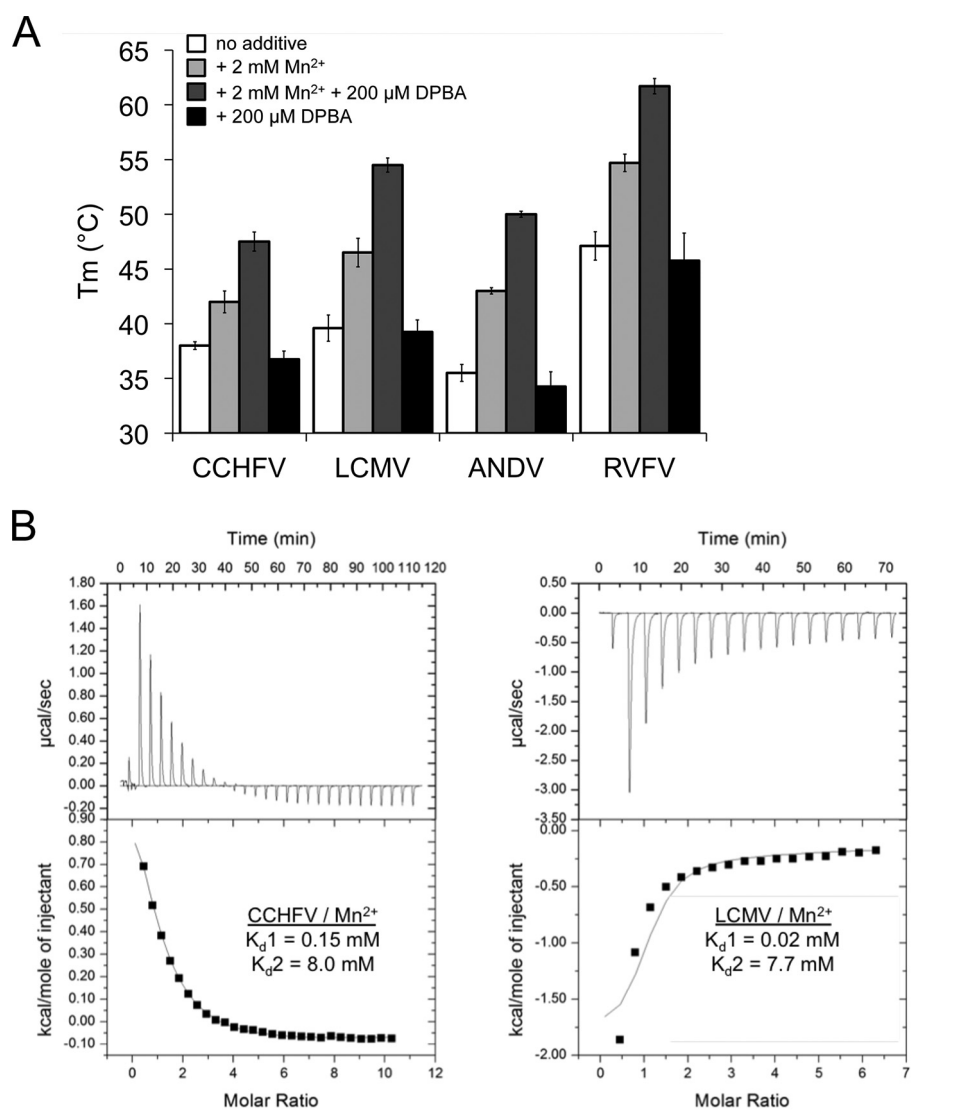 A
no additive
+ 2 mM Mn²⁺
+ 2 mM Mn²⁺ + 200 µM DPBA
+ 200 µM DPBA
Tm (°C)
65
60
55
50
45
40
35
30
CCHFV LCMV ANDV RVFV
B
Time (min)
0 10 20 30 40 50 60 70 80 90 100 110 120
1.80
1.60
1.40
1.20
1.00
0.80
0.60
0.40
0.20
0.00
-0.20
µcal/sec
0.90
0.80
0.70
0.60
0.50
0.40
0.30
0.20
0.10
0.00
-0.10
kcal/mole of injectant
CCHFV / Mn²⁺
Kd1 = 0.15 mM
Kd2 = 8.0 mM
0 2 4 6 8 10 12
Molar Ratio
Time (min)
0 10 20 30 40 50 60 70
0.50
0.00
-0.50
-1.00
-1.50
-2.00
-2.50
-3.00
-3.50
µcal/sec
0.00
-0.50
-1.00
-1.50
-2.00
kcal/mole of injectant
LCMV / Mn²⁺
Kd1 = 0.02 mM
Kd2 = 7.7 mM
0 1 2 3 4 5 6 7
Molar Ratio